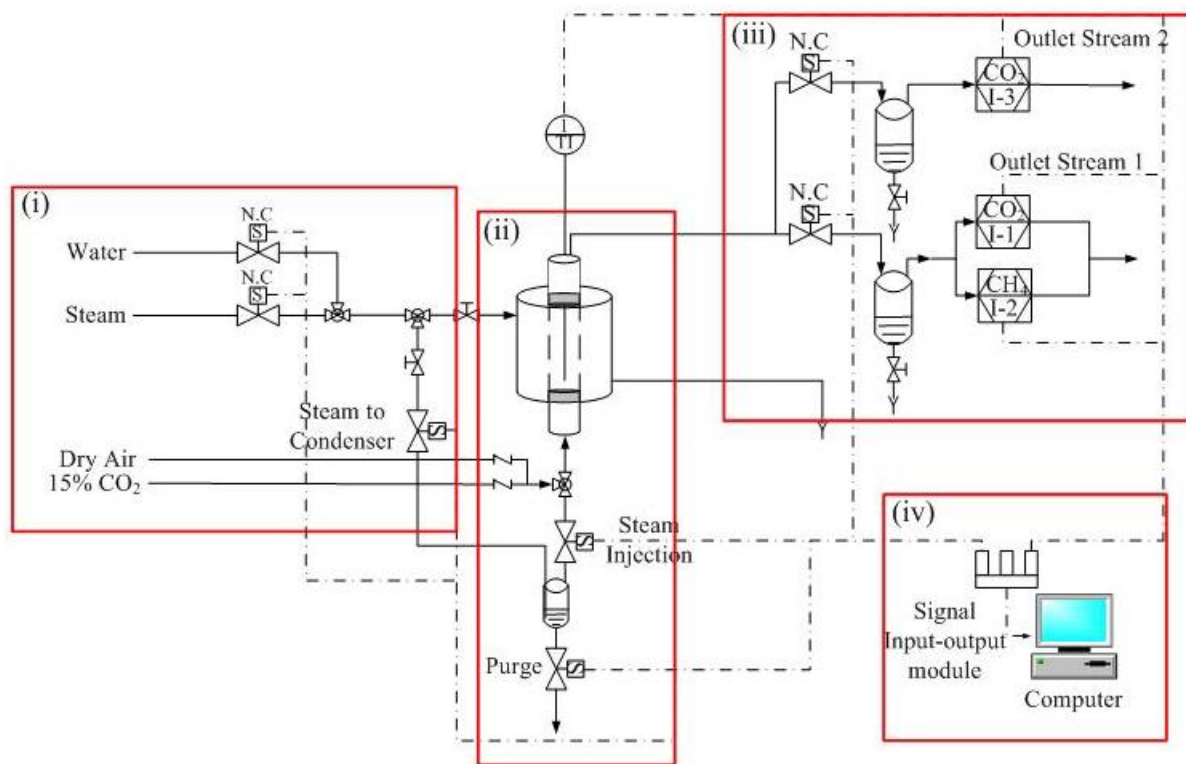 (i)
N.C
S
Water
N.C
S
Steam
Steam to
Condenser
Dry Air
15% CO₂
(ii)
I
TI
Steam
Injection
S
S
Purge
S
(iii)
N.C
S
Outlet Stream 2
CO₂
I-3
N.C
S
Outlet Stream 1
CO₂
I-1
CH₄
I-2
(iv)
Signal
Input-output
module
Computer